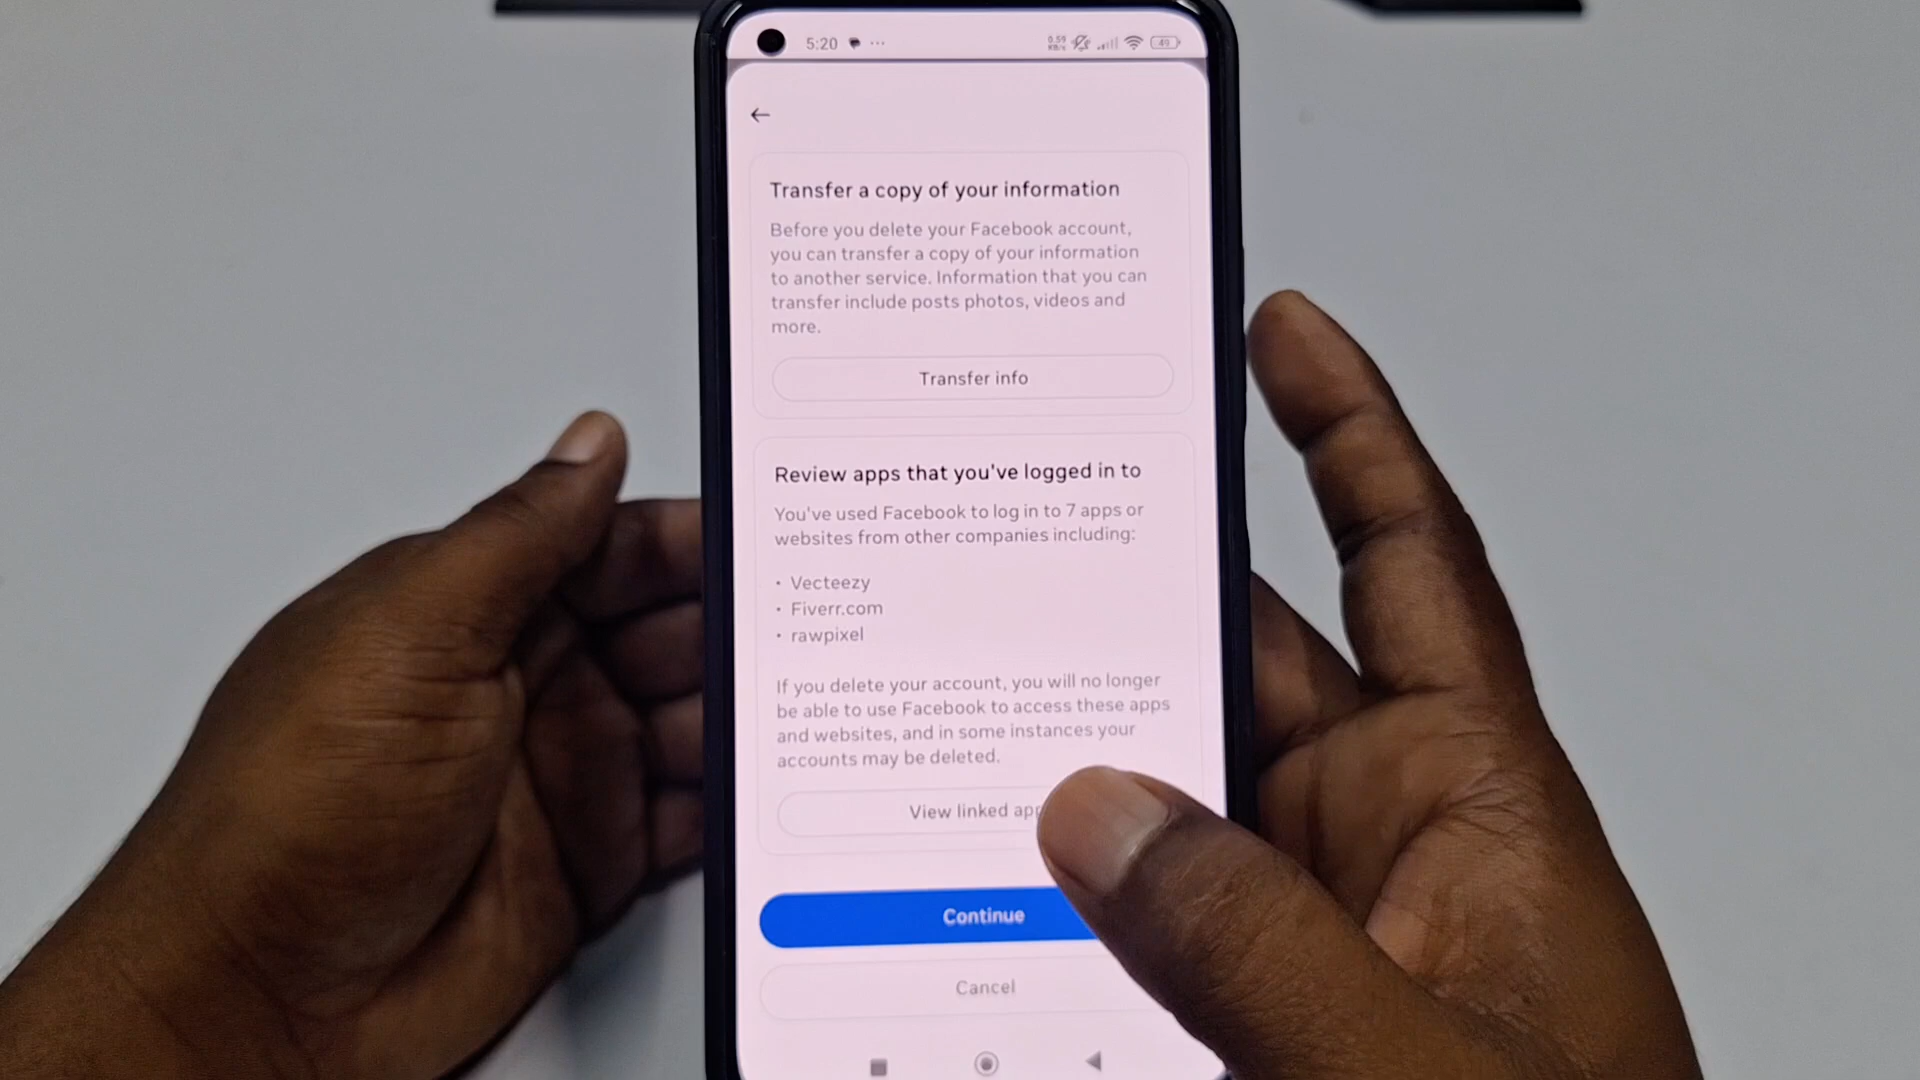 5:20
0.59
KB/s
49
Transfer a copy of your information
Before you delete your Facebook account,
you can transfer a copy of your information
to another service. Information that you can
transfer include posts photos, videos and
more.
Transfer info
Review apps that you've logged in to
You've used Facebook to log in to 7 apps or
websites from other companies including:
• Vecteezy
• Fiverr.com
• rawpixel
If you delete your account, you will no longer
be able to use Facebook to access these apps
and websites, and in some instances your
accounts may be deleted.
View linked app
Continue
Cancel